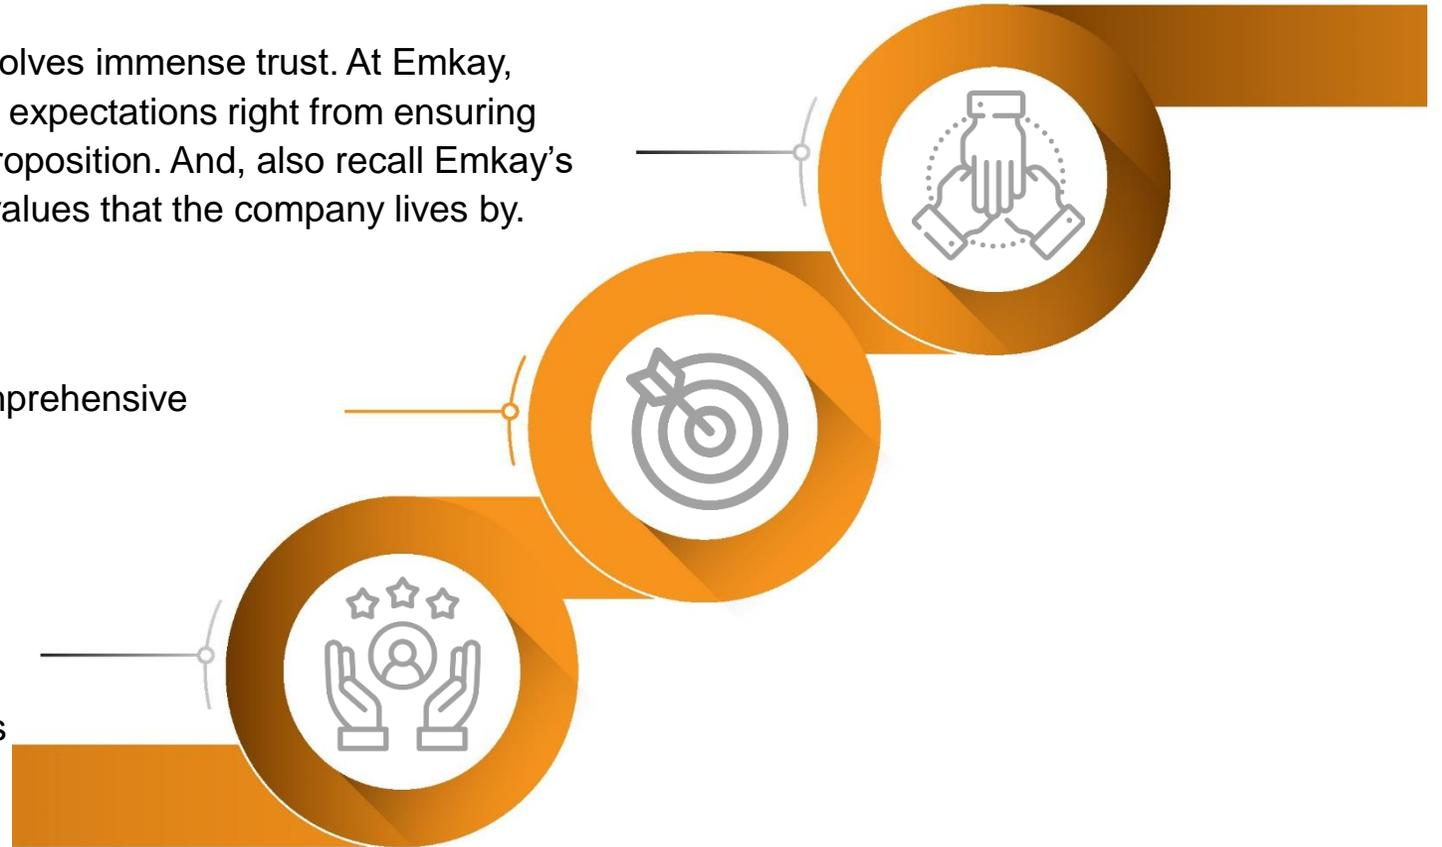 olves immense trust. At Emkay,
expectations right from ensuring
roposition. And, also recall Emkay’s
values that the company lives by.
nprehensive
s